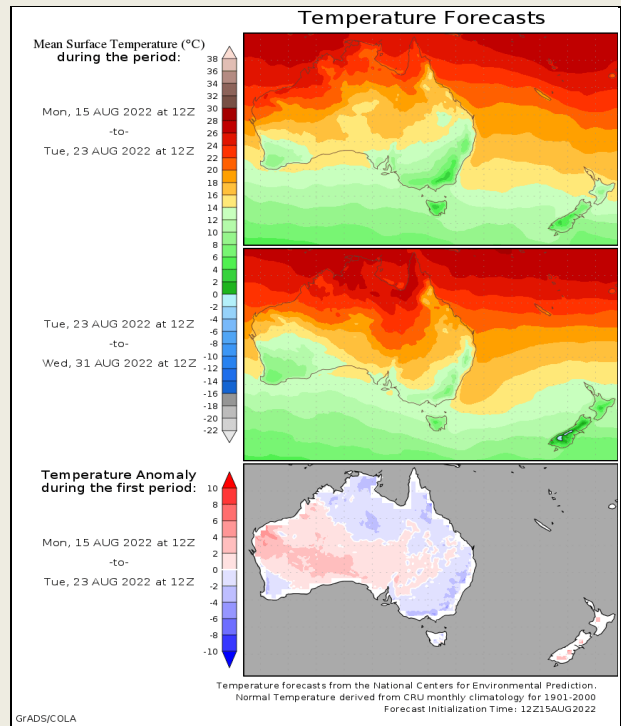 Temperature Forecasts
Mean Surface Temperature (°C)
during the period:
38
36
34
32
30
28
26
24
22
20
18
16
14
12
10
8
6
4
2
0
-2
-4
-6
-8
-10
-12
-14
-16
-18
-20
-22
Mon, 15 AUG 2022 at 12Z
-to-
Tue, 23 AUG 2022 at 12Z
Tue, 23 AUG 2022 at 12Z
-to-
Wed, 31 AUG 2022 at 12Z
Temperature Anomaly
during the first period:
10
8
6
4
2
0
-2
-4
-6
-8
-10
Mon, 15 AUG 2022 at 12Z
-to-
Tue, 23 AUG 2022 at 12Z
Temperature forecasts from the National Centers for Environmental Prediction.
Normal Temperature derived from CRU monthly climatology for 1901-2000
Forecast Initialization Time: 12Z15AUG2022
GrADS/COLA